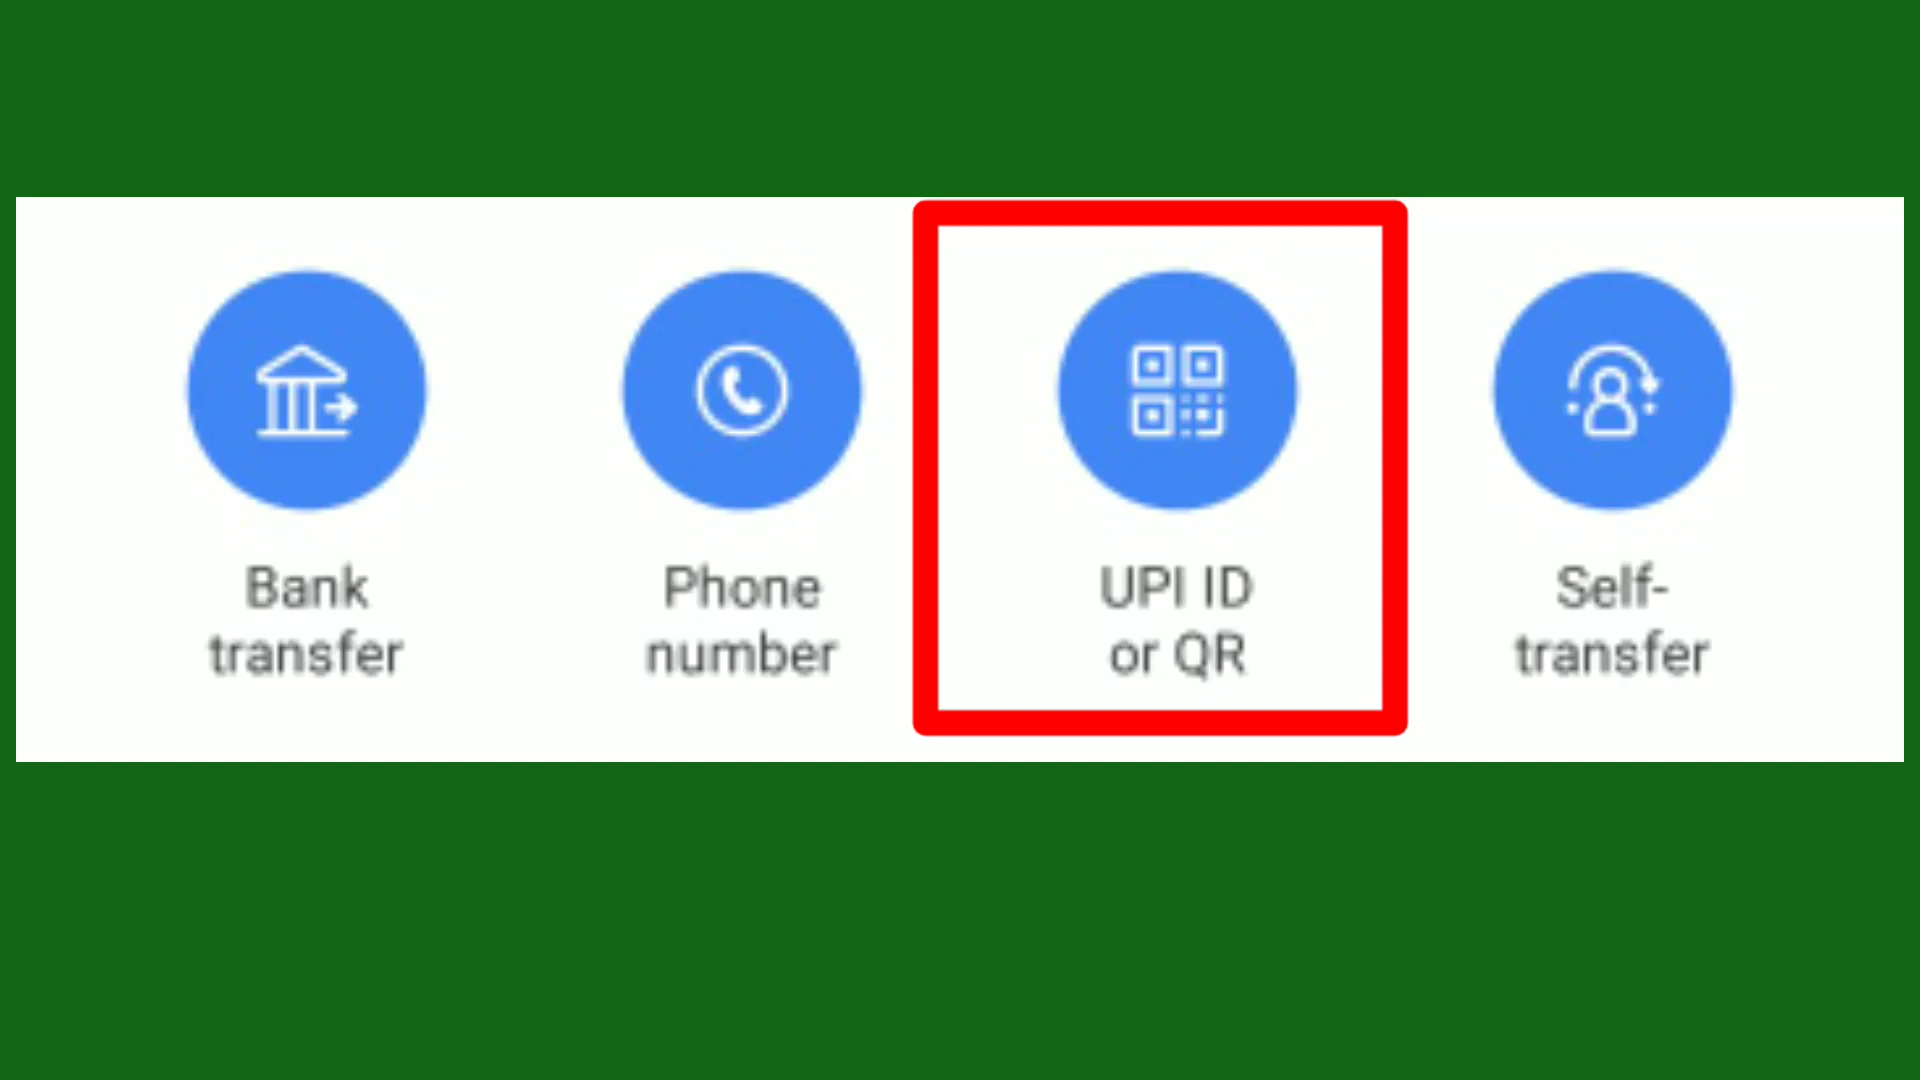 Bank
transfer
Phone
number
UPI ID
or QR
Self-
transfer